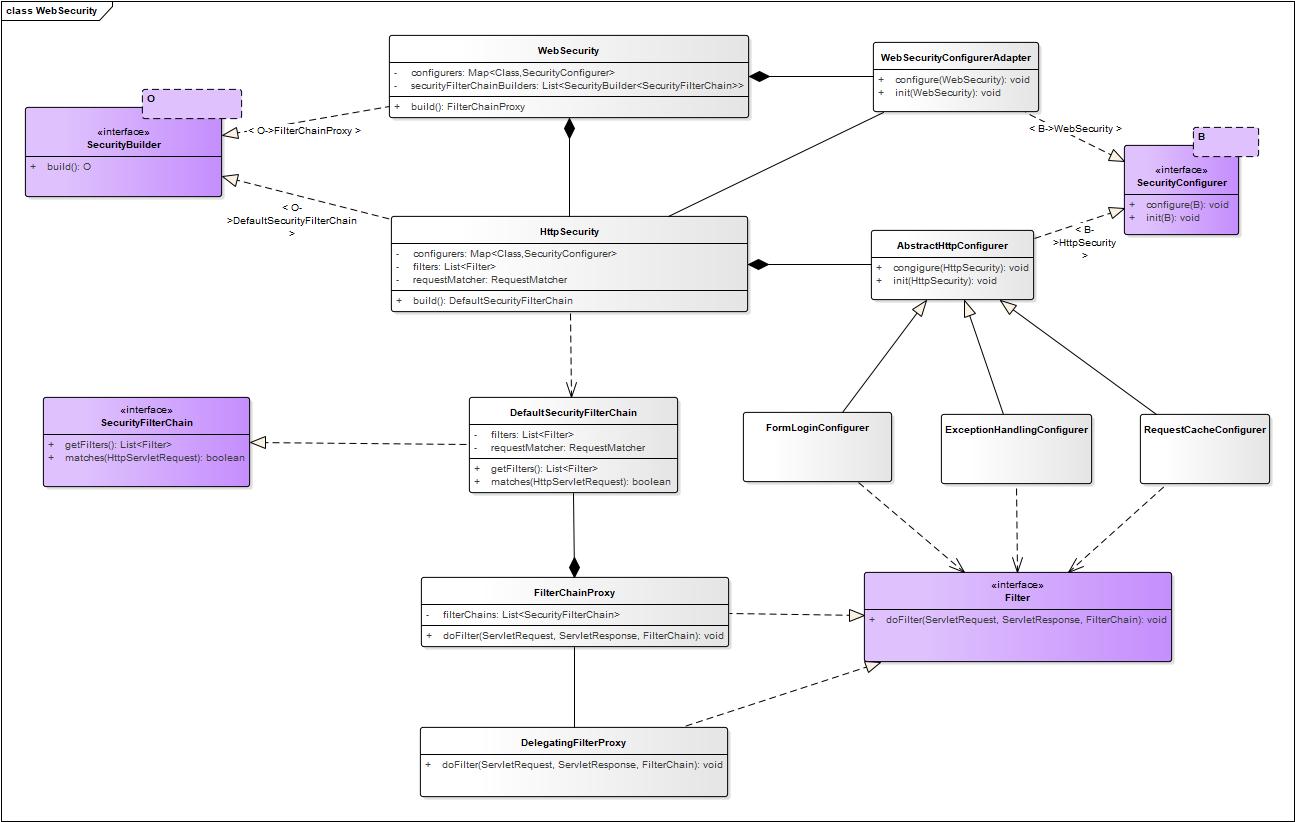 class WebSecurity
WebSecurity
- configurers: Map<Class,SecurityConfigurer>
- securityFilterChainBuilders: List<SecurityBuilder<SecurityFilterChain>>
+ build(): FilterChainProxy
WebSecurityConfigurerAdapter
+ configure(WebSecurity): void
+ init(WebSecurity): void
O
«interface»
SecurityBuilder
+ build(): O
< O->FilterChainProxy >
< B->WebSecurity >
B
«interface»
SecurityConfigurer
+ configure(B): void
+ init(B): void
< O-
>DefaultSecurityFilterChain
>
HttpSecurity
- configurers: Map<Class,SecurityConfigurer>
- filters: List<Filter>
- requestMatcher: RequestMatcher
+ build(): DefaultSecurityFilterChain
AbstractHttpConfigurer
+ congigure(HttpSecurity): void
+ init(HttpSecurity): void
< B-
>HttpSecurity
>
«interface»
SecurityFilterChain
+ getFilters(): List<Filter>
+ matches(HttpServletRequest): boolean
DefaultSecurityFilterChain
- filters: List<Filter>
- requestMatcher: RequestMatcher
+ getFilters(): List<Filter>
+ matches(HttpServletRequest): boolean
FormLoginConfigurer
ExceptionHandlingConfigurer
RequestCacheConfigurer
FilterChainProxy
- filterChains: List<SecurityFilterChain>
+ doFilter(ServletRequest, ServletResponse, FilterChain): void
«interface»
Filter
+ doFilter(ServletRequest, ServletResponse, FilterChain): void
DelegatingFilterProxy
+ doFilter(ServletRequest, ServletResponse, FilterChain): void